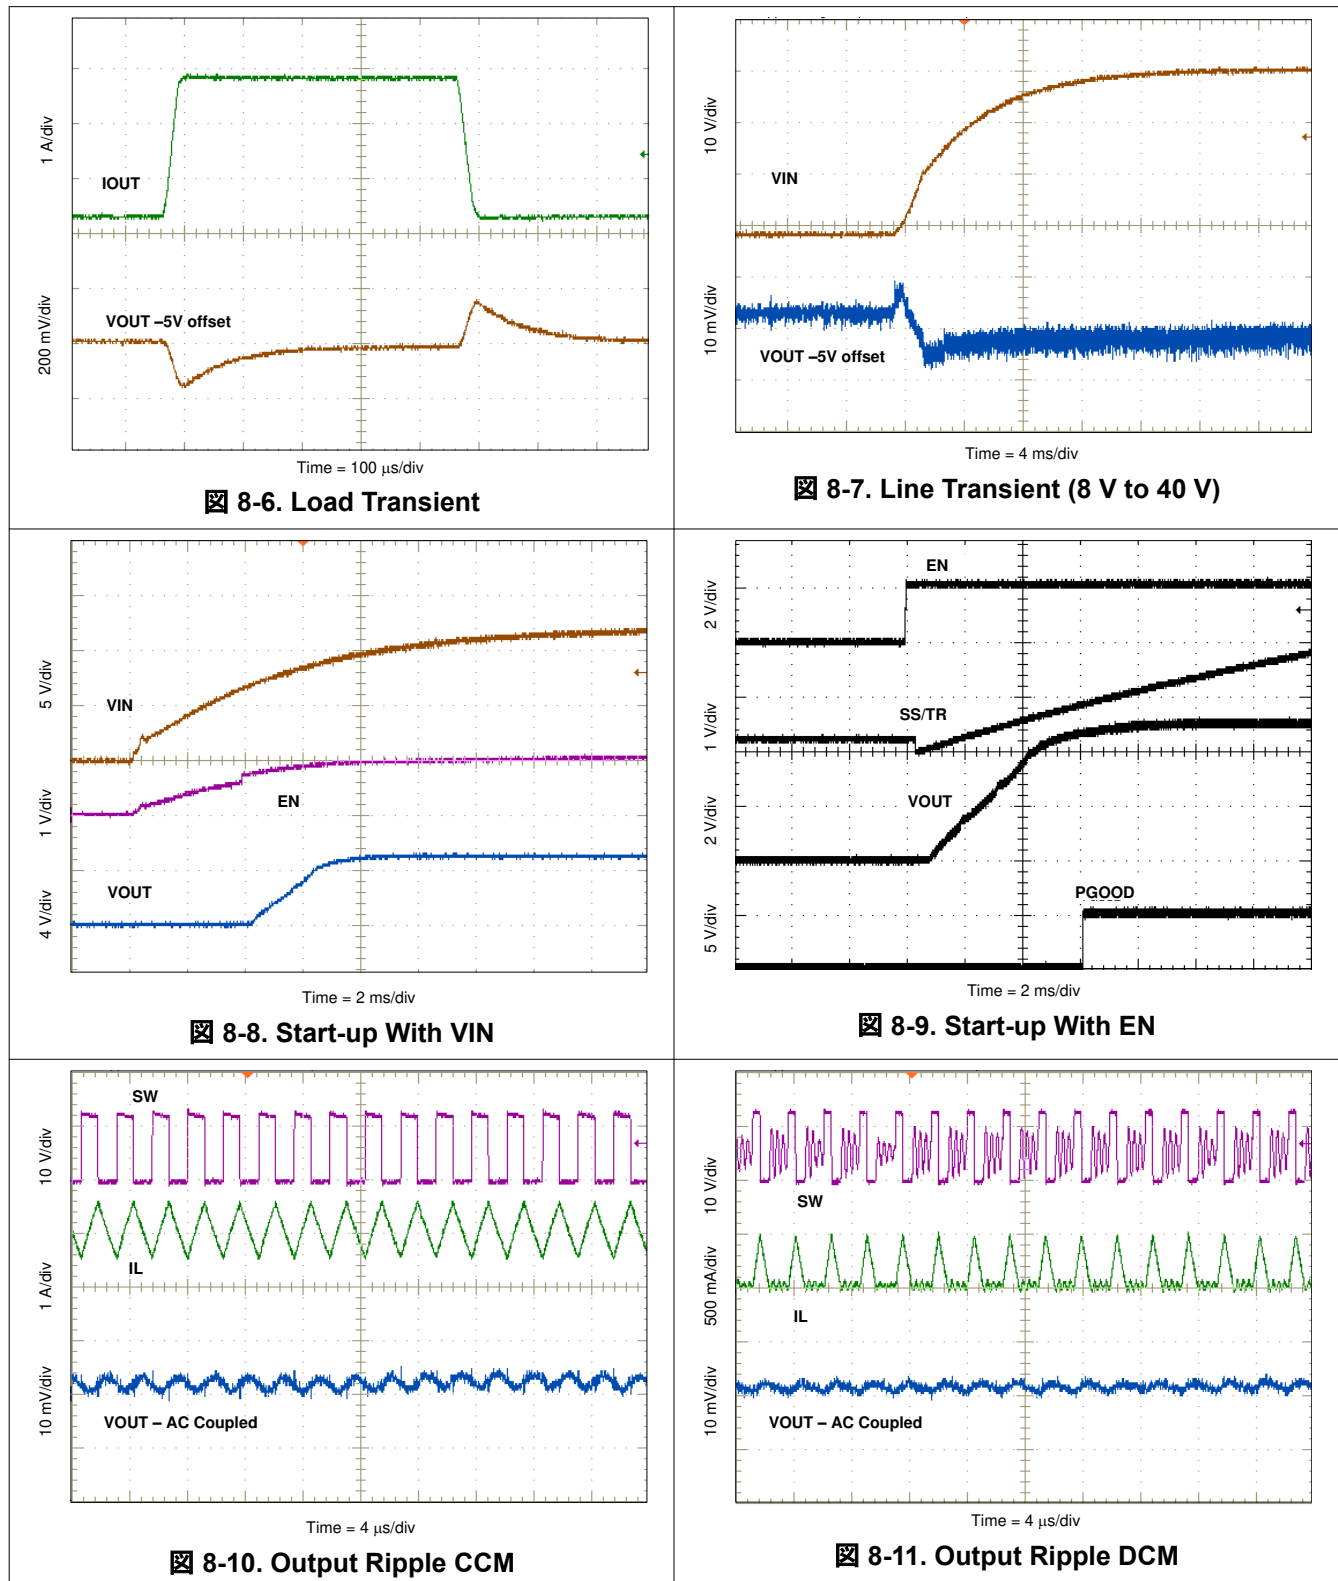 1 A/div
IOUT
200 mV/div
VOUT –5V offset
Time = 100 μs/div
図 8-6. Load Transient
10 V/div
VIN
10 mV/div
VOUT –5V offset
Time = 4 ms/div
図 8-7. Line Transient (8 V to 40 V)
5 V/div
VIN
1 V/div
EN
4 V/div
VOUT
Time = 2 ms/div
図 8-8. Start-up With VIN
2 V/div
EN
1 V/div
SS/TR
2 V/div
VOUT
5 V/div
PGOOD
Time = 2 ms/div
図 8-9. Start-up With EN
10 V/div
SW
1 A/div
IL
10 mV/div
VOUT – AC Coupled
Time = 4 μs/div
図 8-10. Output Ripple CCM
10 V/div
SW
500 mA/div
IL
10 mV/div
VOUT – AC Coupled
Time = 4 μs/div
図 8-11. Output Ripple DCM